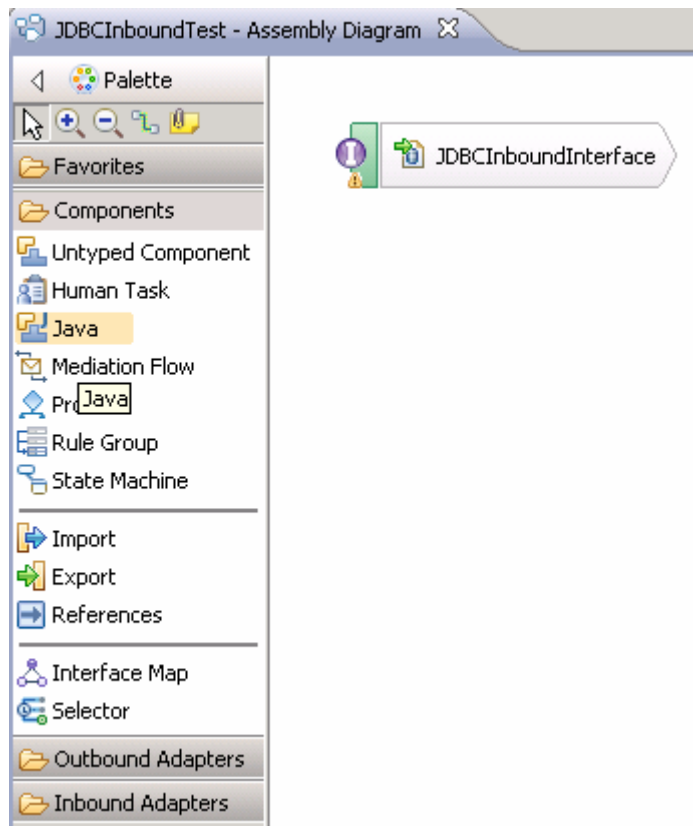 JDBCInboundTest - Assembly Diagram
Palette
Favorites
Components
Untyped Component
Human Task
Java
Mediation Flow
Java
Rule Group
State Machine
Import
Export
References
Interface Map
Selector
Outbound Adapters
Inbound Adapters
JDBCInboundInterface